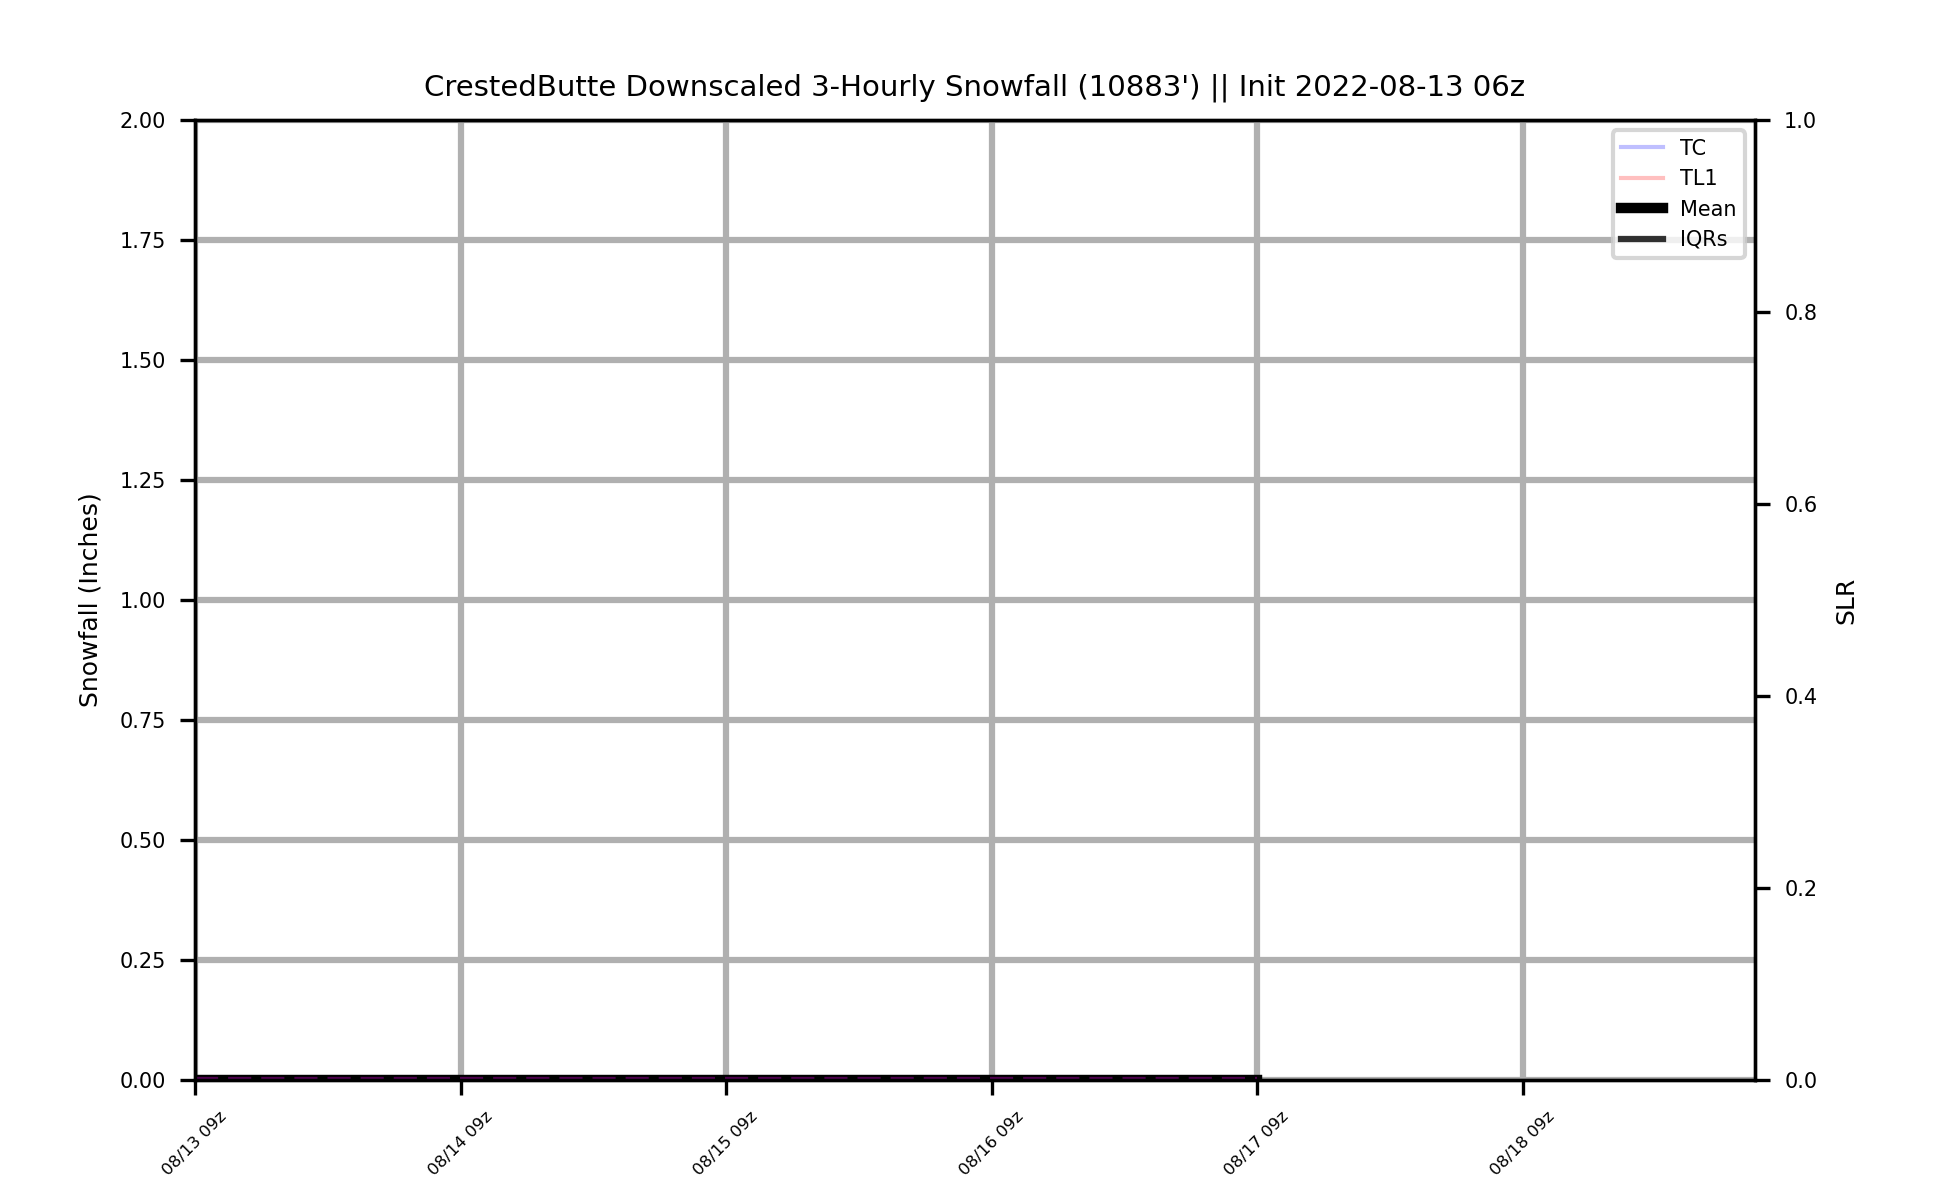 CrestedButte Downscaled 3-Hourly Snowfall (10883') || Init 2022-08-13 06z
2.00
1.75
1.50
1.25
1.00
0.75
0.50
0.25
0.00
Snowfall (Inches)
1.0
0.8
0.6
0.4
0.2
0.0
SLR
TC
TL1
Mean
IQRs
08/13 09z
08/14 09z
08/15 09z
08/16 09z
08/17 09z
08/18 09z